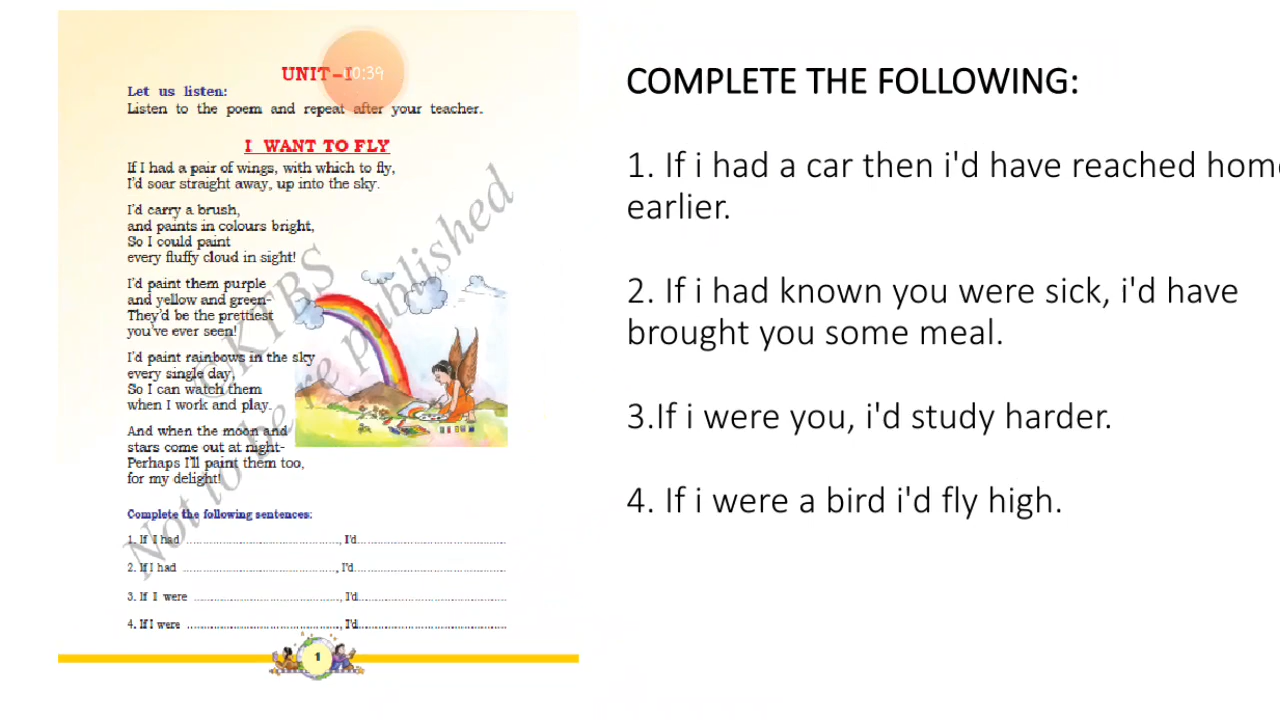 UNIT-I
00:39
Let us listen:
Listen to the poem and repeat after your teacher.
I WANT TO FLY
If I had a pair of wings, with which to fly,
I'd soar straight away, up into the sky.
I'd carry a brush,
and paints in colours bright,
So I could paint
every fluffy cloud in sight!
I'd paint them purple
and yellow and green-
They'd be the prettiest
you've ever seen!
I'd paint rainbows in the sky
every single day,
So I can watch them
when I work and play.
And when the moon and
stars come out at night-
Perhaps I'll paint them too,
for my delight!
©KTBS
Not to be republished
Complete the following sentences:
1. If I had ......................................................, I'd....................................................
2. If I had ......................................................, I'd....................................................
3. If I were ....................................................., I'd....................................................
4. If I were ....................................................., I'd....................................................
1
COMPLETE THE FOLLOWING:
1. If i had a car then i'd have reached home
earlier.
2. If i had known you were sick, i'd have
brought you some meal.
3.If i were you, i'd study harder.
4. If i were a bird i'd fly high.